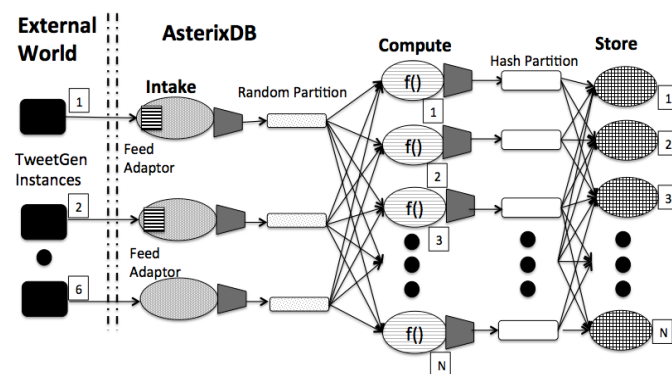 External
World
AsterixDB
Compute
Store
Intake
Random Partition
Hash Partition
1
f()
1
1
Feed
Adaptor
TweetGen
Instances
f()
2
2
2
f()
3
3
Feed
Adaptor
6
f()
N
N